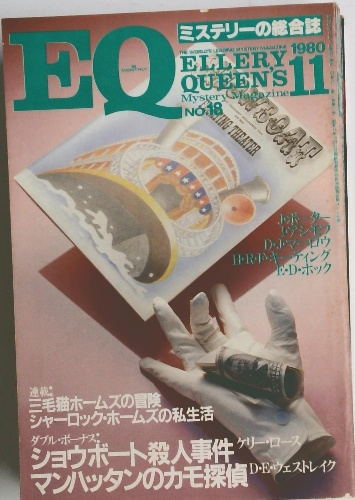 ミステリーの総合誌
EQ
THE WORLD'S LEADING MYSTERY MAGAZINE
ELLERY
QUEEN'S
Mystery Magazine
1980
11
NO.18
SHOWBOAT
THEATER
J・ポーター
I・アシモフ
D・F・マーロウ
H・R・F・キーティング
E・D・ホック
連載
三毛猫ホームズの冒険
シャーロック・ホームズの私生活
ダブル・ボーナス
ショウボート殺人事件 ケリー・ロース
マンハッタンのカモ探偵 D・E・ウェストレイク